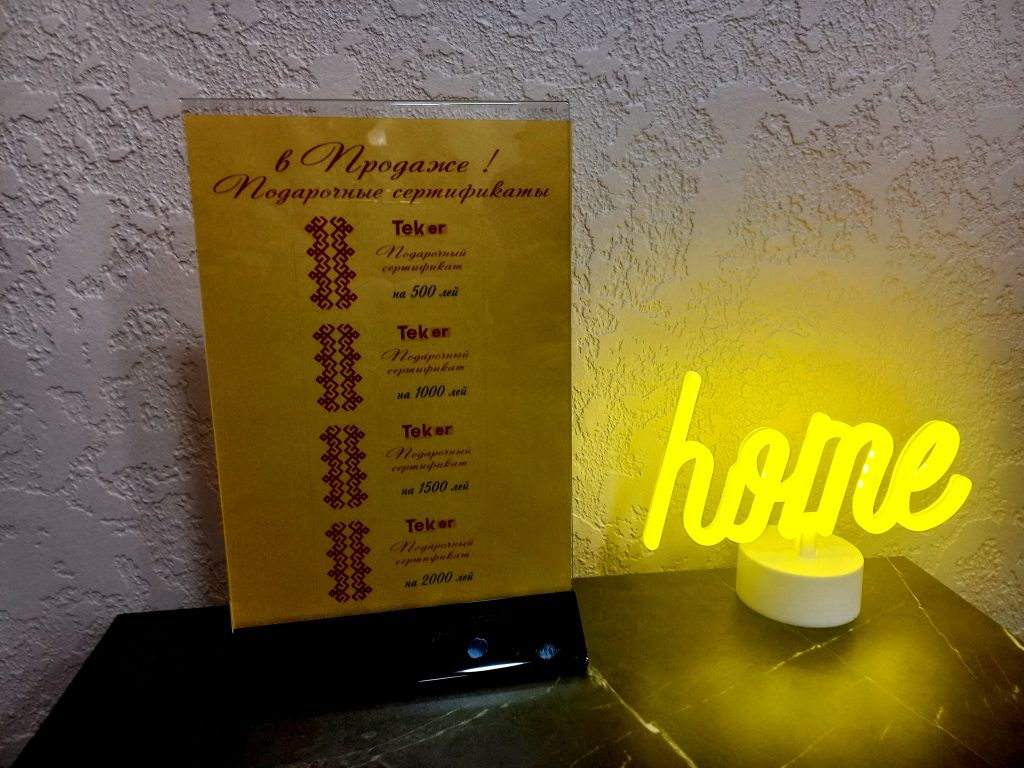 в Продаже !
Подарочные сертификаты
Teker
Подарочный
сертификат
на 500 лей
Teker
Подарочный
сертификат
на 1000 лей
Teker
Подарочный
сертификат
на 1500 лей
Teker
Подарочный
сертификат
на 2000 лей
home